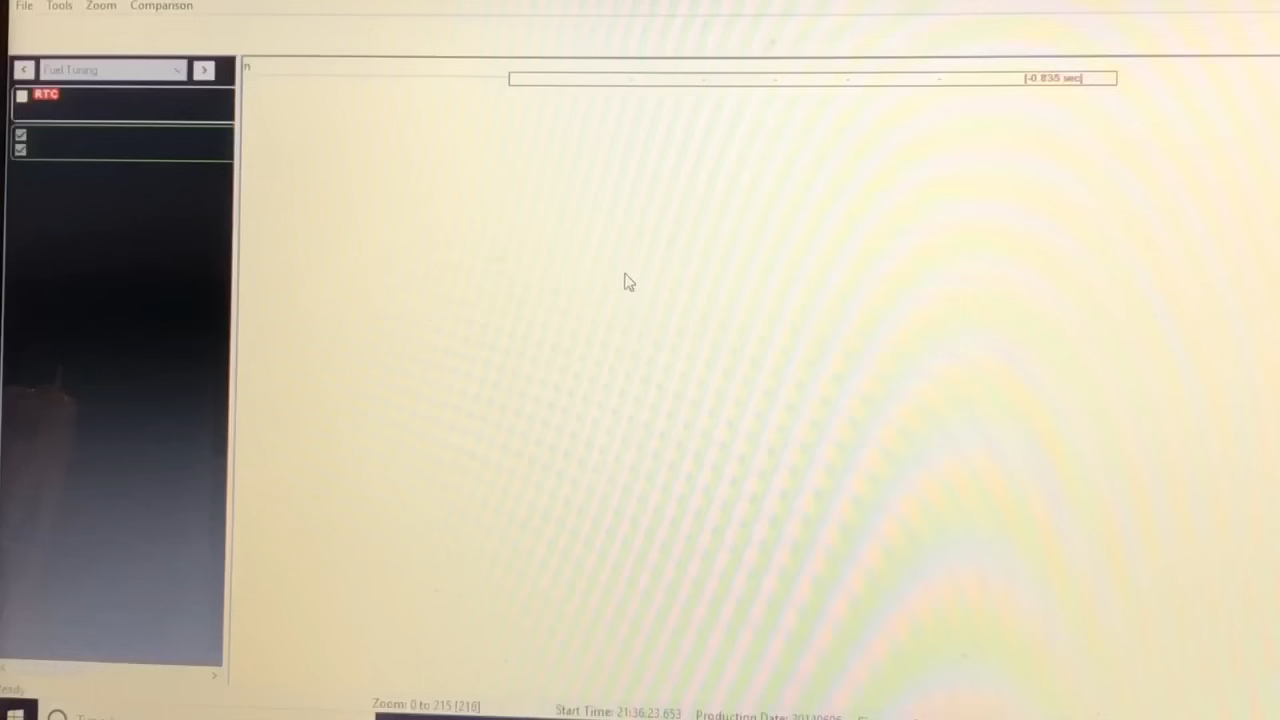 File Tools Zoom Comparison
< Fuel Tuning >
n
[-0.835 sec]
RTC
>
Ready
Zoom: 0 to 215 [216]
Start Time: 21:36:23.653 Production Date: